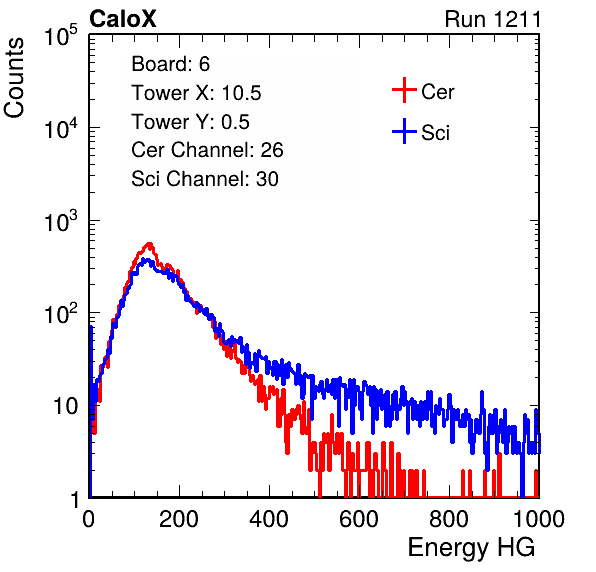 CaloX Run 1211
Counts
10^5
10^4
10^3
10^2
10
1
Board: 6
Tower X: 10.5
Tower Y: 0.5
Cer Channel: 26
Sci Channel: 30
Cer
Sci
0 200 400 600 800 1000
Energy HG